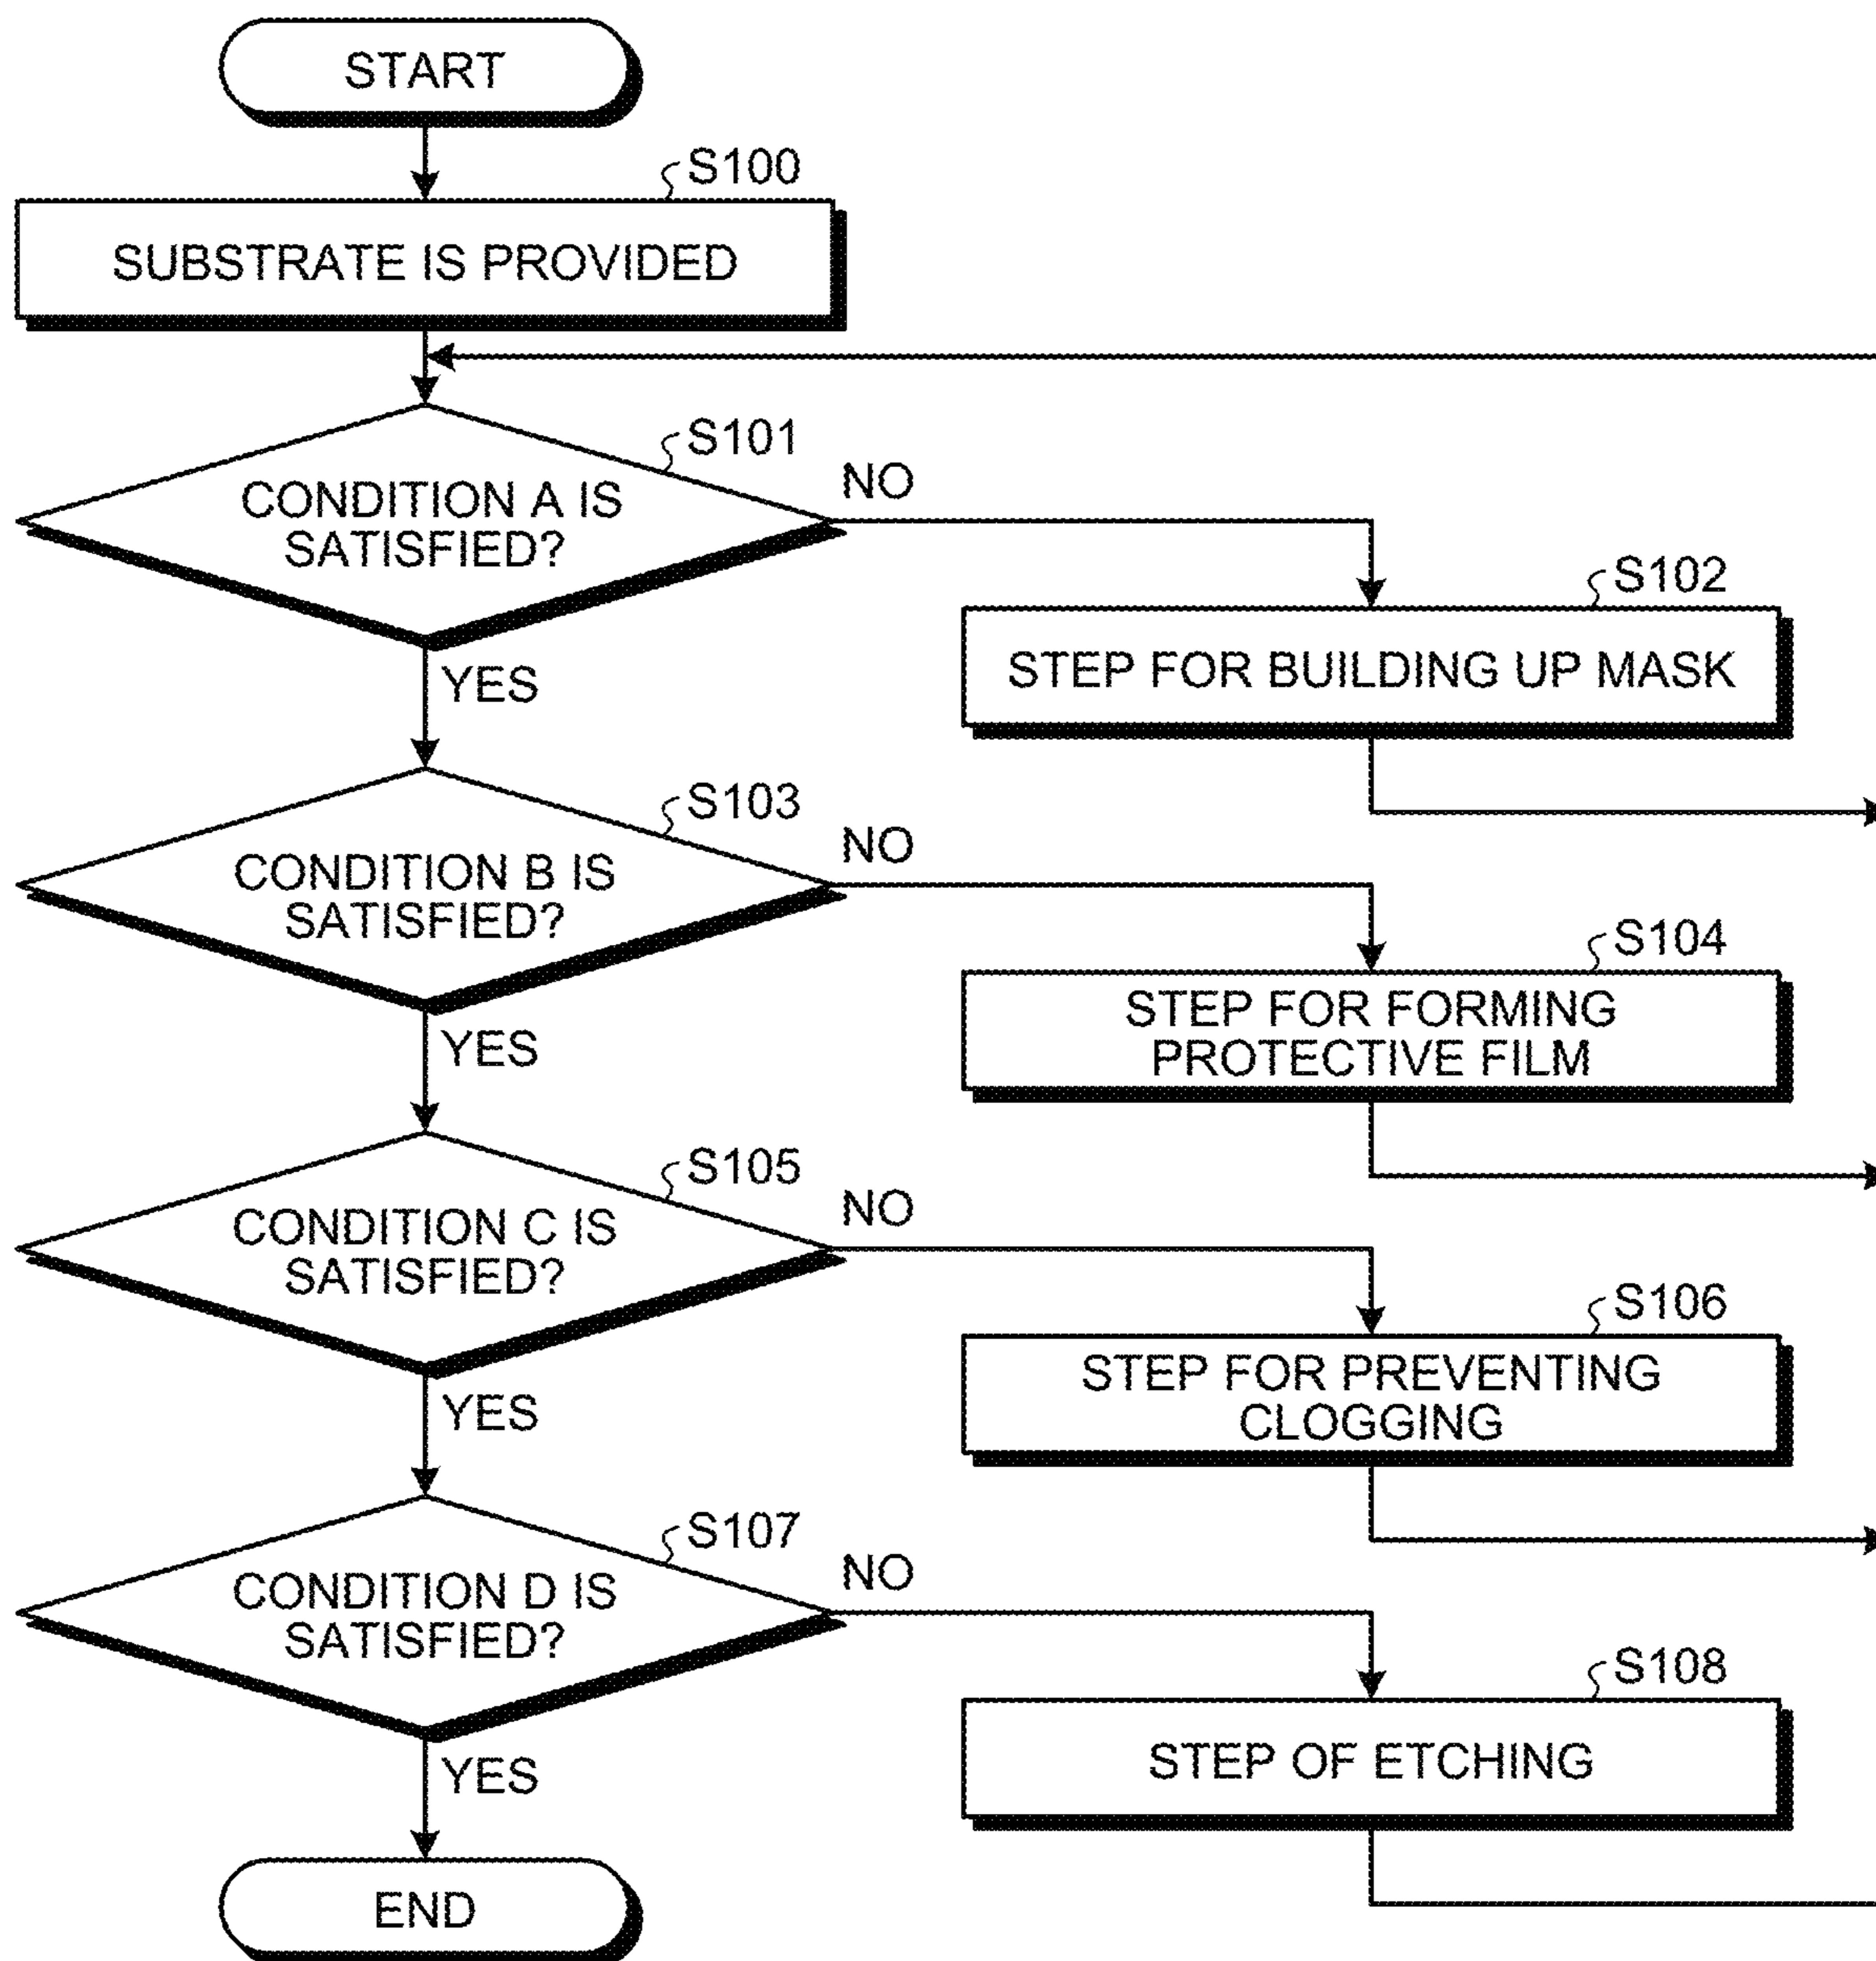 START
S100
SUBSTRATE IS PROVIDED
S101
CONDITION A IS
SATISFIED?
NO
YES
S102
STEP FOR BUILDING UP MASK
S103
CONDITION B IS
SATISFIED?
NO
YES
S104
STEP FOR FORMING
PROTECTIVE FILM
S105
CONDITION C IS
SATISFIED?
NO
YES
S106
STEP FOR PREVENTING
CLOGGING
S107
CONDITION D IS
SATISFIED?
NO
YES
S108
STEP OF ETCHING
END